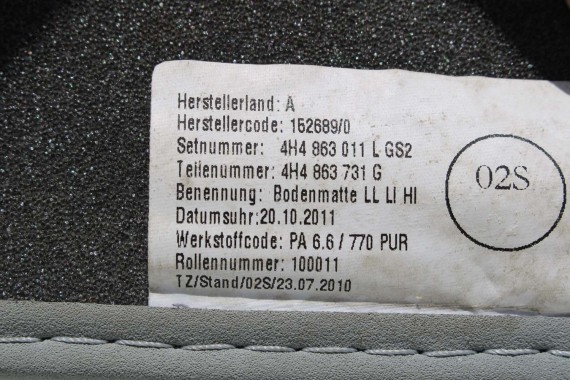 Herstellerland: A
Herstellercode: 152689/0
Setnummer: 4H4 863 011 L GS2
Teilenummer: 4H4 863 731 G
Benennung: Bodenmatte LL LI HI
Datumsuhr:20.10.2011
Werkstoffcode: PA 6.6 / 770 PUR
Rollennummer: 100011
TZ/Stand/02S/23.07.2010
02S